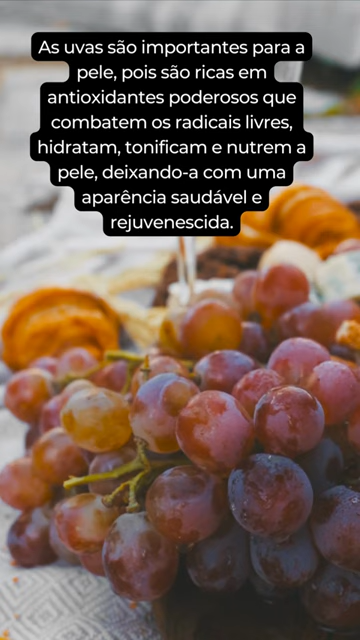 As uvas são importantes para a
pele, pois são ricas em
antioxidantes poderosos que
combatem os radicais livres,
hidratam, tonificam e nutrem a
pele, deixando-a com uma
aparência saudável e
rejuvenescida.